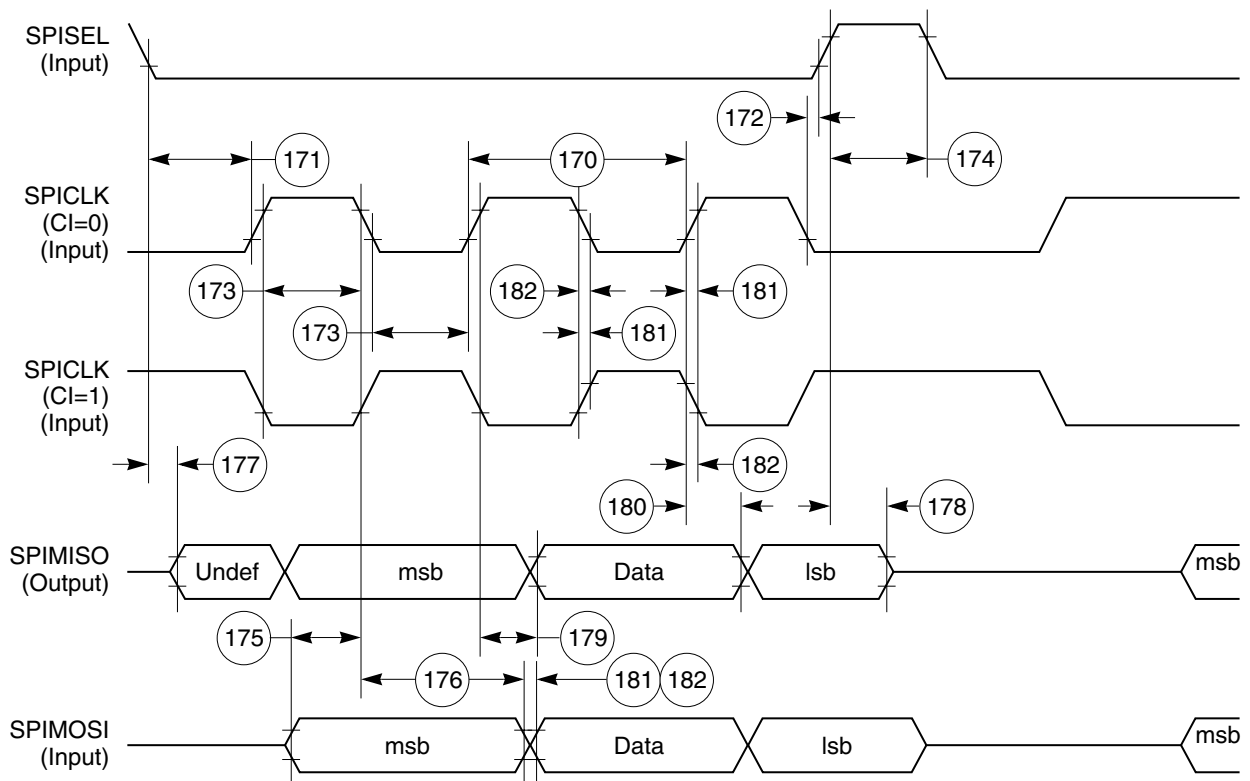 SPISEL
(Input)
172
171
170
174
SPICLK
(CI=0)
(Input)
173
182
181
173
181
SPICLK
(CI=1)
(Input)
177
182
180
178
SPIMISO
(Output)
Undef
msb
Data
lsb
msb
175
179
176
181
182
SPIMOSI
(Input)
msb
Data
lsb
msb